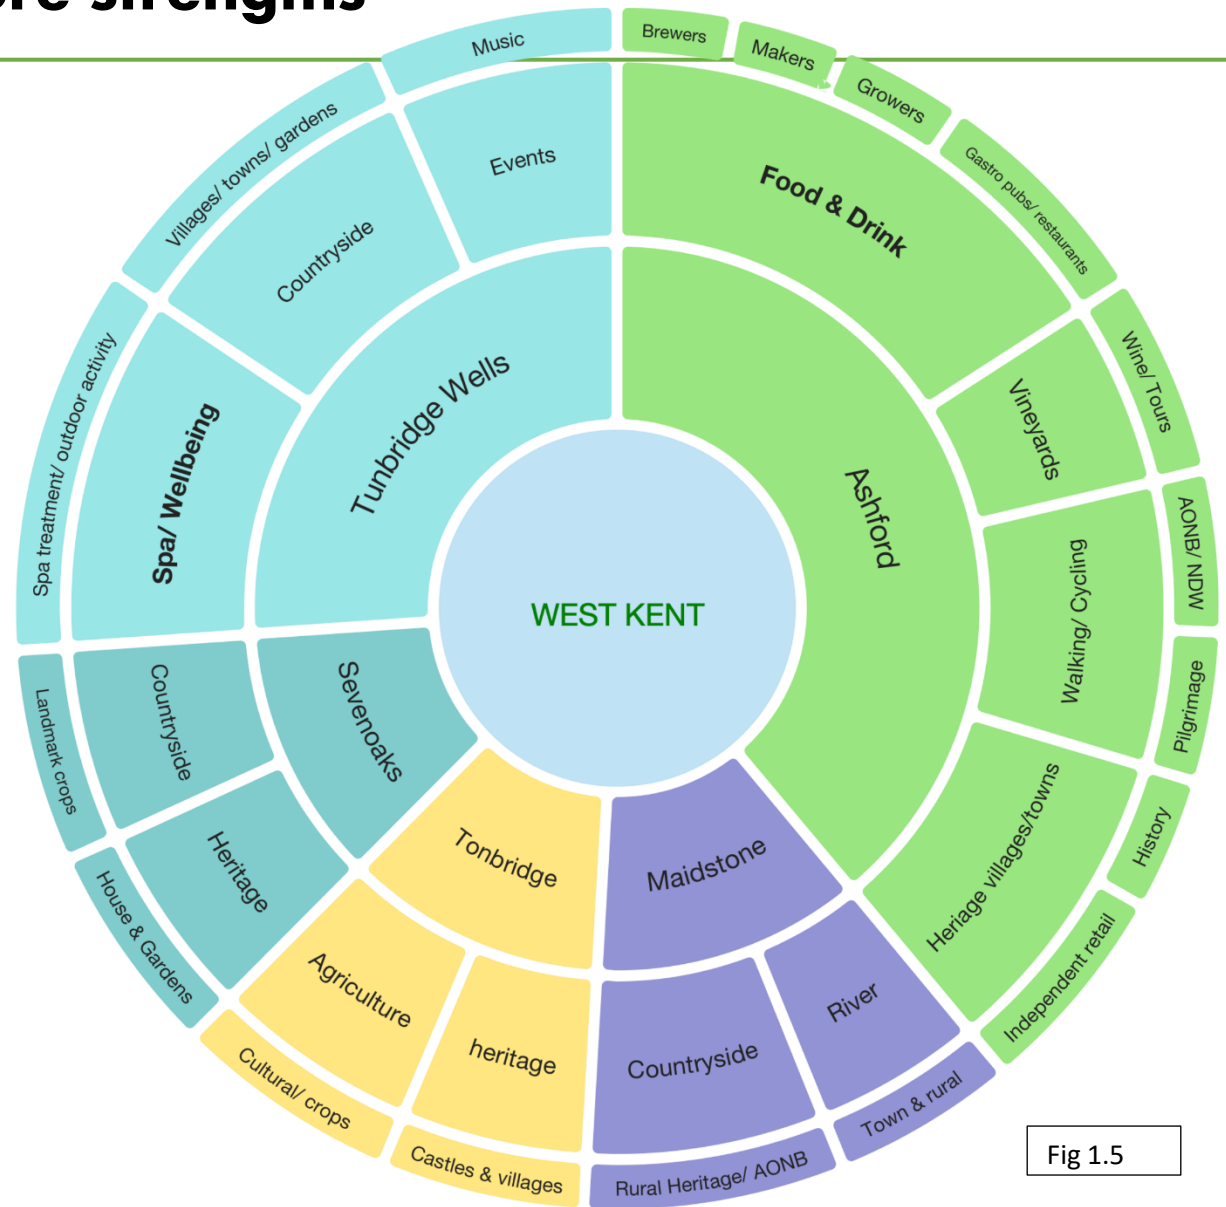 strengths
Music
Brewers
Makers
Growers
Gastro pubs/ restaurants
Wine/ Tours
AONB/ NDW
Pilgrimage
History
Independent retail
Town & rural
Rural Heritage/ AONB
Castles & villages
Cultural/ crops
House & Gardens
Landmark crops
Spa treatment/ outdoor activity
Villages/ towns/ gardens
Events
Food & Drink
Vineyards
Walking/ Cycling
Heriage villages/towns
River
Countryside
heritage
Agriculture
Heritage
Countryside
Spa/ Wellbeing
Countryside
Tunbridge Wells
Ashford
Maidstone
Tonbridge
Sevenoaks
WEST KENT
Fig 1.5